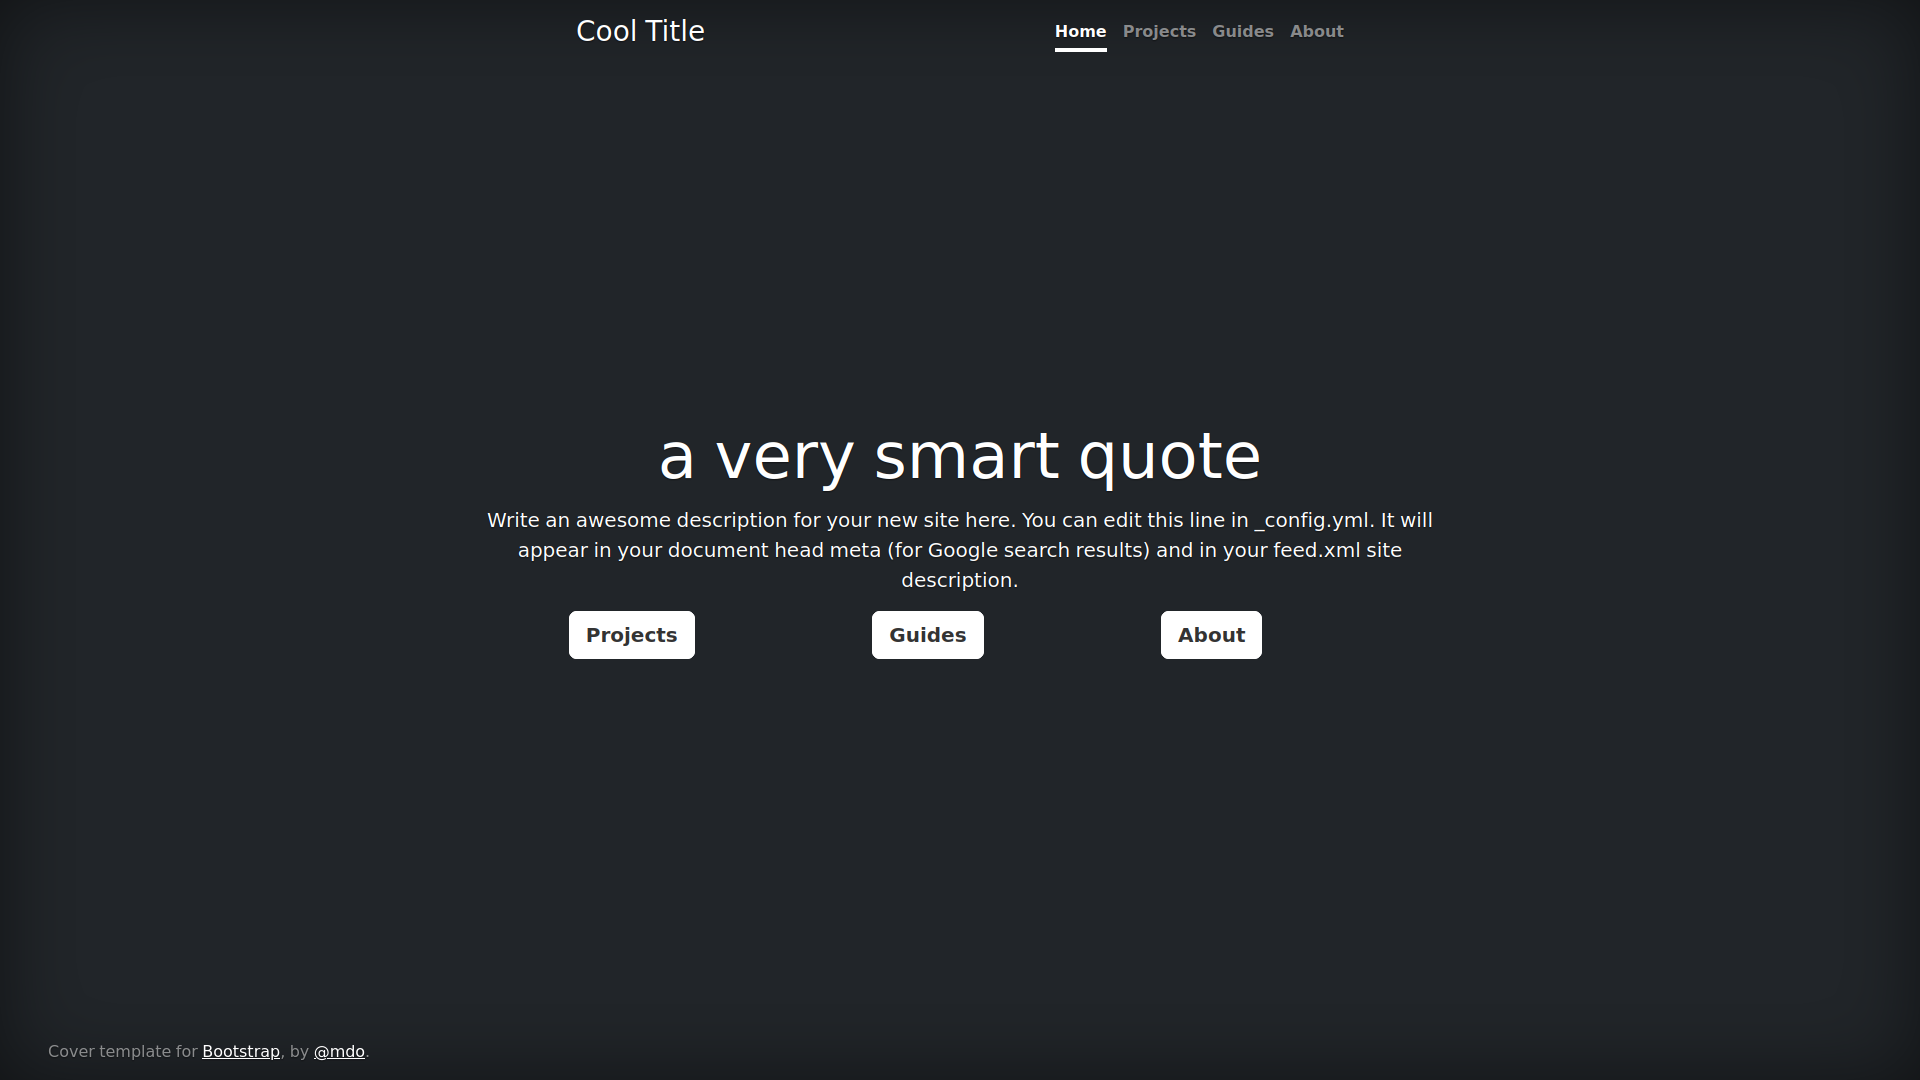 Cool Title
Home Projects Guides About
a very smart quote
Write an awesome description for your new site here. You can edit this line in _config.yml. It will
appear in your document head meta (for Google search results) and in your feed.xml site
description.
Projects Guides About
Cover template for Bootstrap, by @mdo.